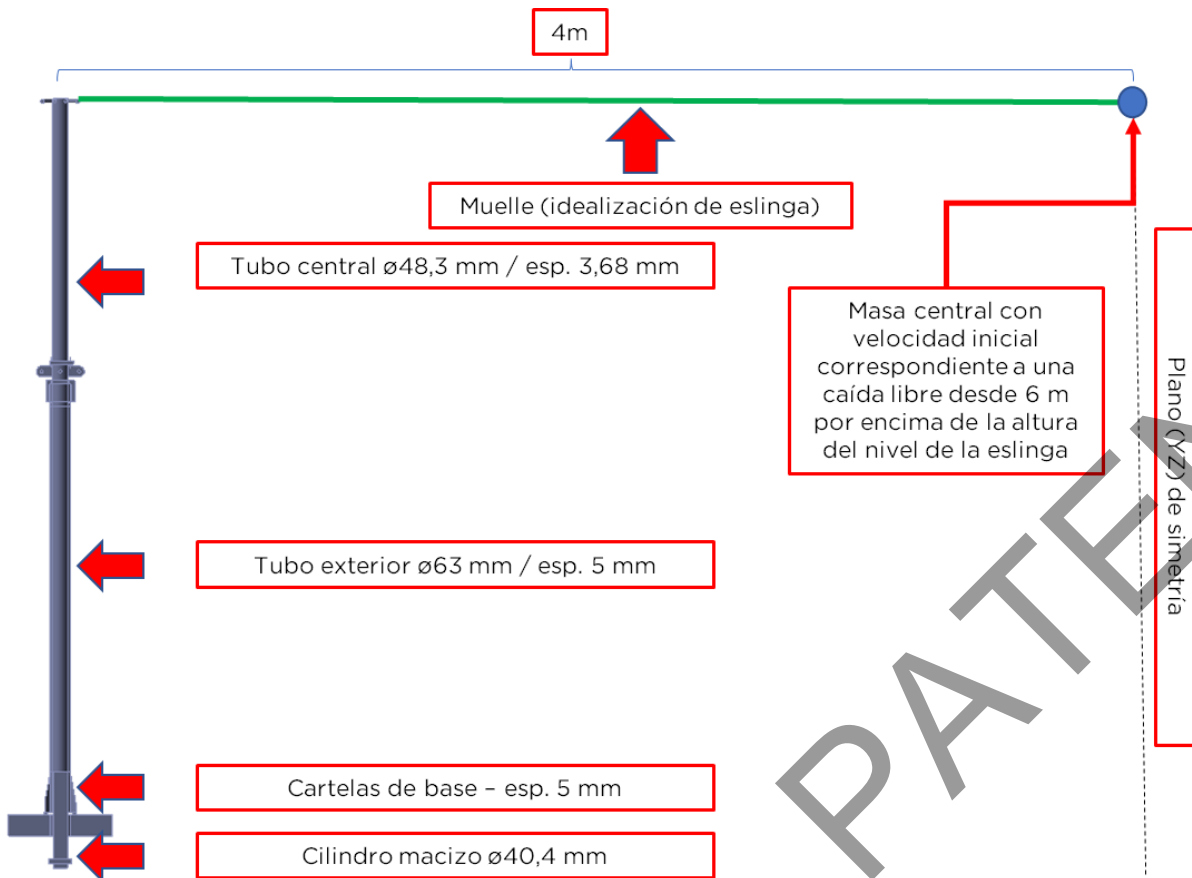 4m
Muelle (idealización de eslinga)
Tubo central ø48,3 mm / esp. 3,68 mm
Masa central con
velocidad inicial
correspondiente a una
caída libre desde 6 m
por encima de la altura
del nivel de la eslinga
Plano (YZ) de simetría
Tubo exterior ø63 mm / esp. 5 mm
Cartelas de base – esp. 5 mm
Cilindro macizo ø40,4 mm